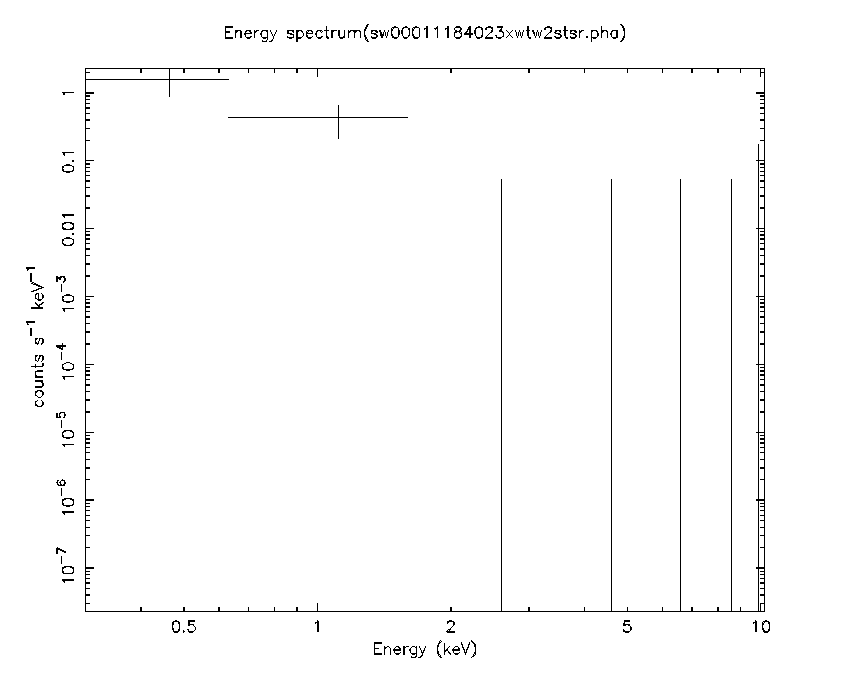 Energy spectrum(sw00011184023xwtw2stsr.pha)
1
0.1
0.01
10⁻³
10⁻⁴
10⁻⁵
10⁻⁶
10⁻⁷
counts s⁻¹ keV⁻¹
0.5 1 2 5 10
Energy (keV)